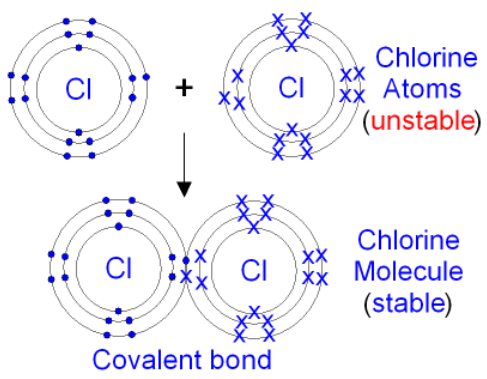 Cl
+
Cl
Chlorine
Atoms
(unstable)
Cl
Cl
Chlorine
Molecule
(stable)
Covalent bond